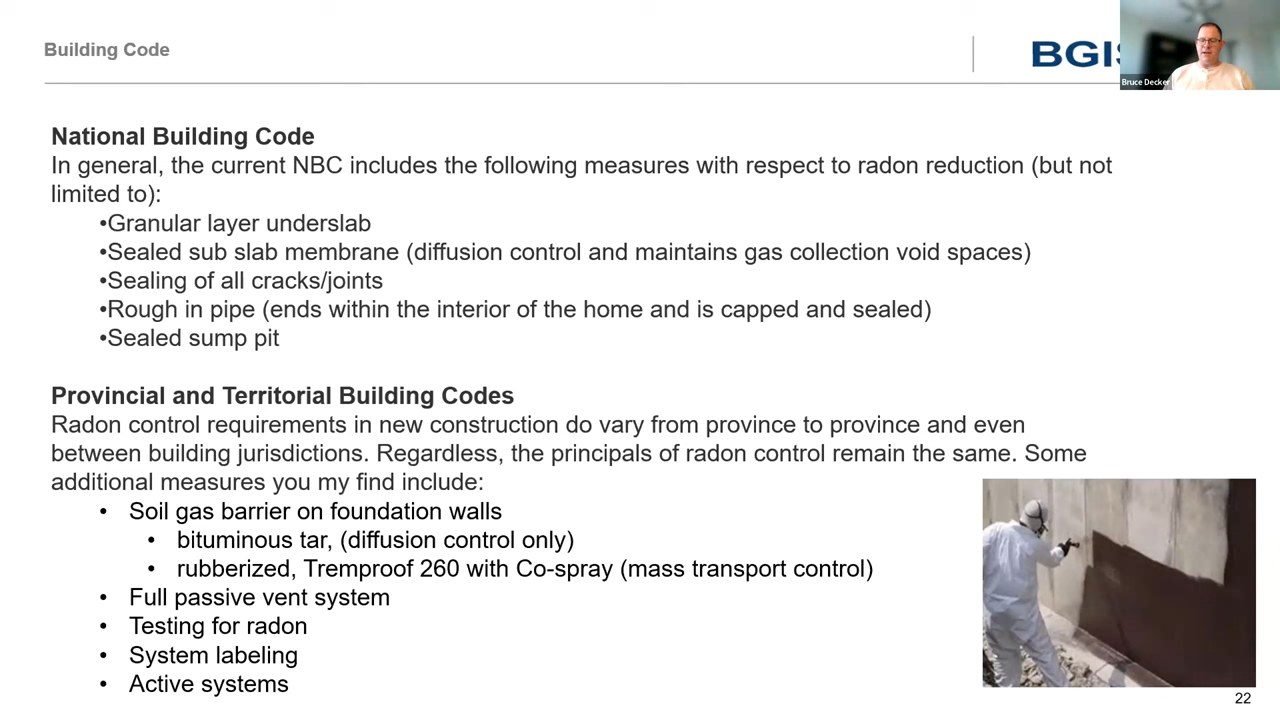 Building Code
BGIS
Bruce Decker
National Building Code
In general, the current NBC includes the following measures with respect to radon reduction (but not
limited to):
•Granular layer underslab
•Sealed sub slab membrane (diffusion control and maintains gas collection void spaces)
•Sealing of all cracks/joints
•Rough in pipe (ends within the interior of the home and is capped and sealed)
•Sealed sump pit
Provincial and Territorial Building Codes
Radon control requirements in new construction do vary from province to province and even
between building jurisdictions. Regardless, the principals of radon control remain the same. Some
additional measures you my find include:
• Soil gas barrier on foundation walls
• bituminous tar, (diffusion control only)
• rubberized, Tremproof 260 with Co-spray (mass transport control)
• Full passive vent system
• Testing for radon
• System labeling
• Active systems
22